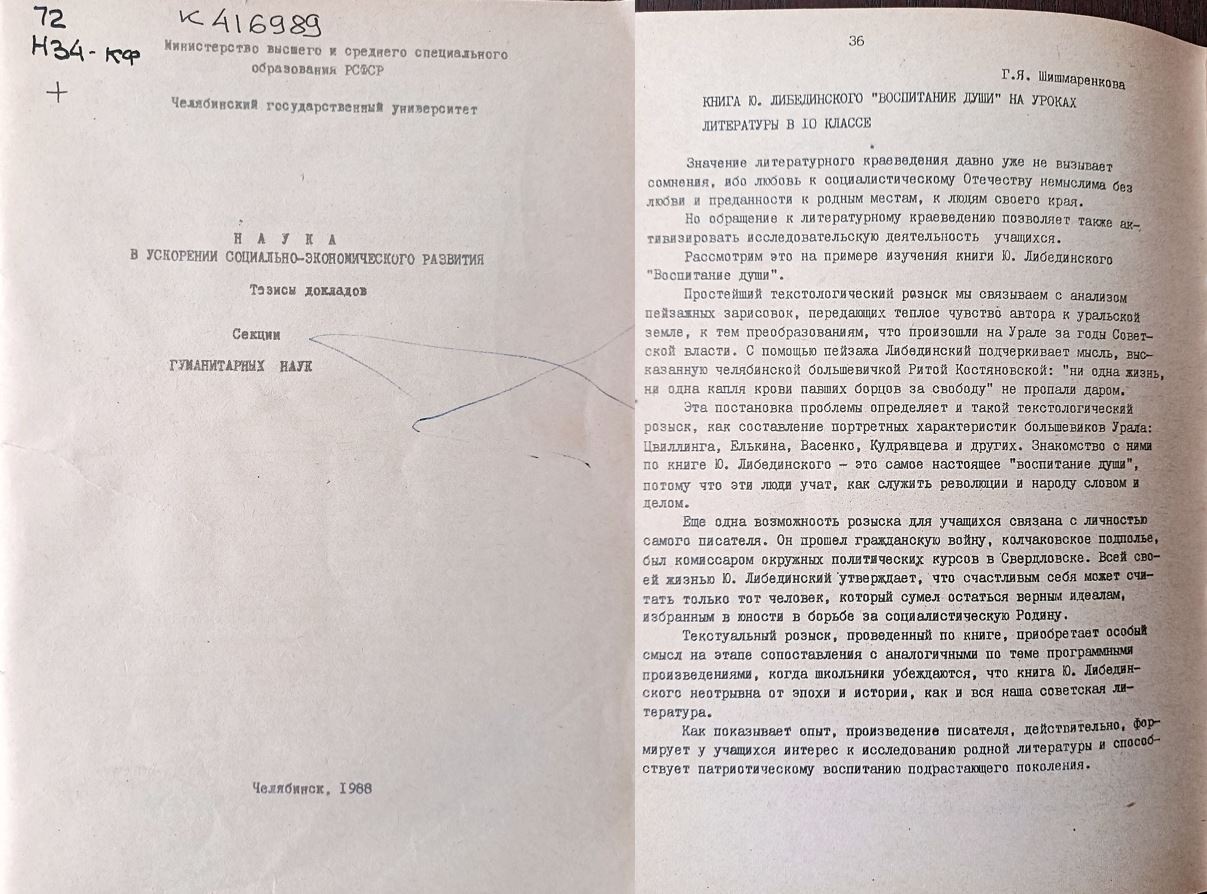 72
Н34-кф
+
К 416989
Министерство высшего и среднего специального
образования РСФСР
Челябинский государственный университет
Н А У К А
В УСКОРЕНИИ СОЦИАЛЬНО-ЭКОНОМИЧЕСКОГО РАЗВИТИЯ
Тезисы докладов
Секции
ГУМАНИТАРНЫХ НАУК
Челябинск, 1988
36
Г.Я. Шишмаренкова
КНИГА Ю. ЛИБЕДИНСКОГО "ВОСПИТАНИЕ ДУШИ" НА УРОКАХ
ЛИТЕРАТУРЫ В 10 КЛАССЕ
Значение литературного краеведения давно уже не вызывает
сомнения, ибо любовь к социалистическому Отечеству немыслима без
любви и преданности к родным местам, к людям своего края.
Но обращение к литературному краеведению позволяет также ак-
тивизировать исследовательскую деятельность учащихся.
Рассмотрим это на примере изучения книги Ю. Либединского
"Воспитание души".
Простейший текстологический розыск мы связываем с анализом
пейзажных зарисовок, передающих теплое чувство автора к уральской
земле, к тем преобразованиям, что произошли на Урале за годы Совет-
ской власти. С помощью пейзажа Либединский подчеркивает мысль, выс-
казанную челябинской большевичкой Ритой Костяновской: "ни одна жизнь,
ни одна капля крови павших борцов за свободу" не пропали даром.
Эта постановка проблемы определяет и такой текстологический
розыск, как составление портретных характеристик большевиков Урала:
Цвиллинга, Елькина, Васенко, Кудрявцева и других. Знакомство с ними
по книге Ю. Либединского - это самое настоящее "воспитание души",
потому что эти люди учат, как служить революции и народу словом и
делом.
Еще одна возможность розыска для учащихся связана с личностью
самого писателя. Он прошел гражданскую войну, колчаковское подполье,
был комиссаром окружных политических курсов в Свердловске. Всей сво-
ей жизнью Ю. Либединский утверждает, что счастливым себя может счи-
тать только тот человек, который сумел остаться верным идеалам,
избранным в юности в борьбе за социалистическую Родину.
Текстуальный розыск, проведенный по книге, приобретает особый
смысл на этапе сопоставления с аналогичными по теме программными
произведениями, когда школьники убеждаются, что книга Ю. Либедин-
ского неотрывна от эпохи и истории, как и вся наша советская ли-
тература.
Как показывает опыт, произведение писателя, действительно, фор-
мирует у учащихся интерес к исследованию родной литературы и способ-
ствует патриотическому воспитанию подрастающего поколения.